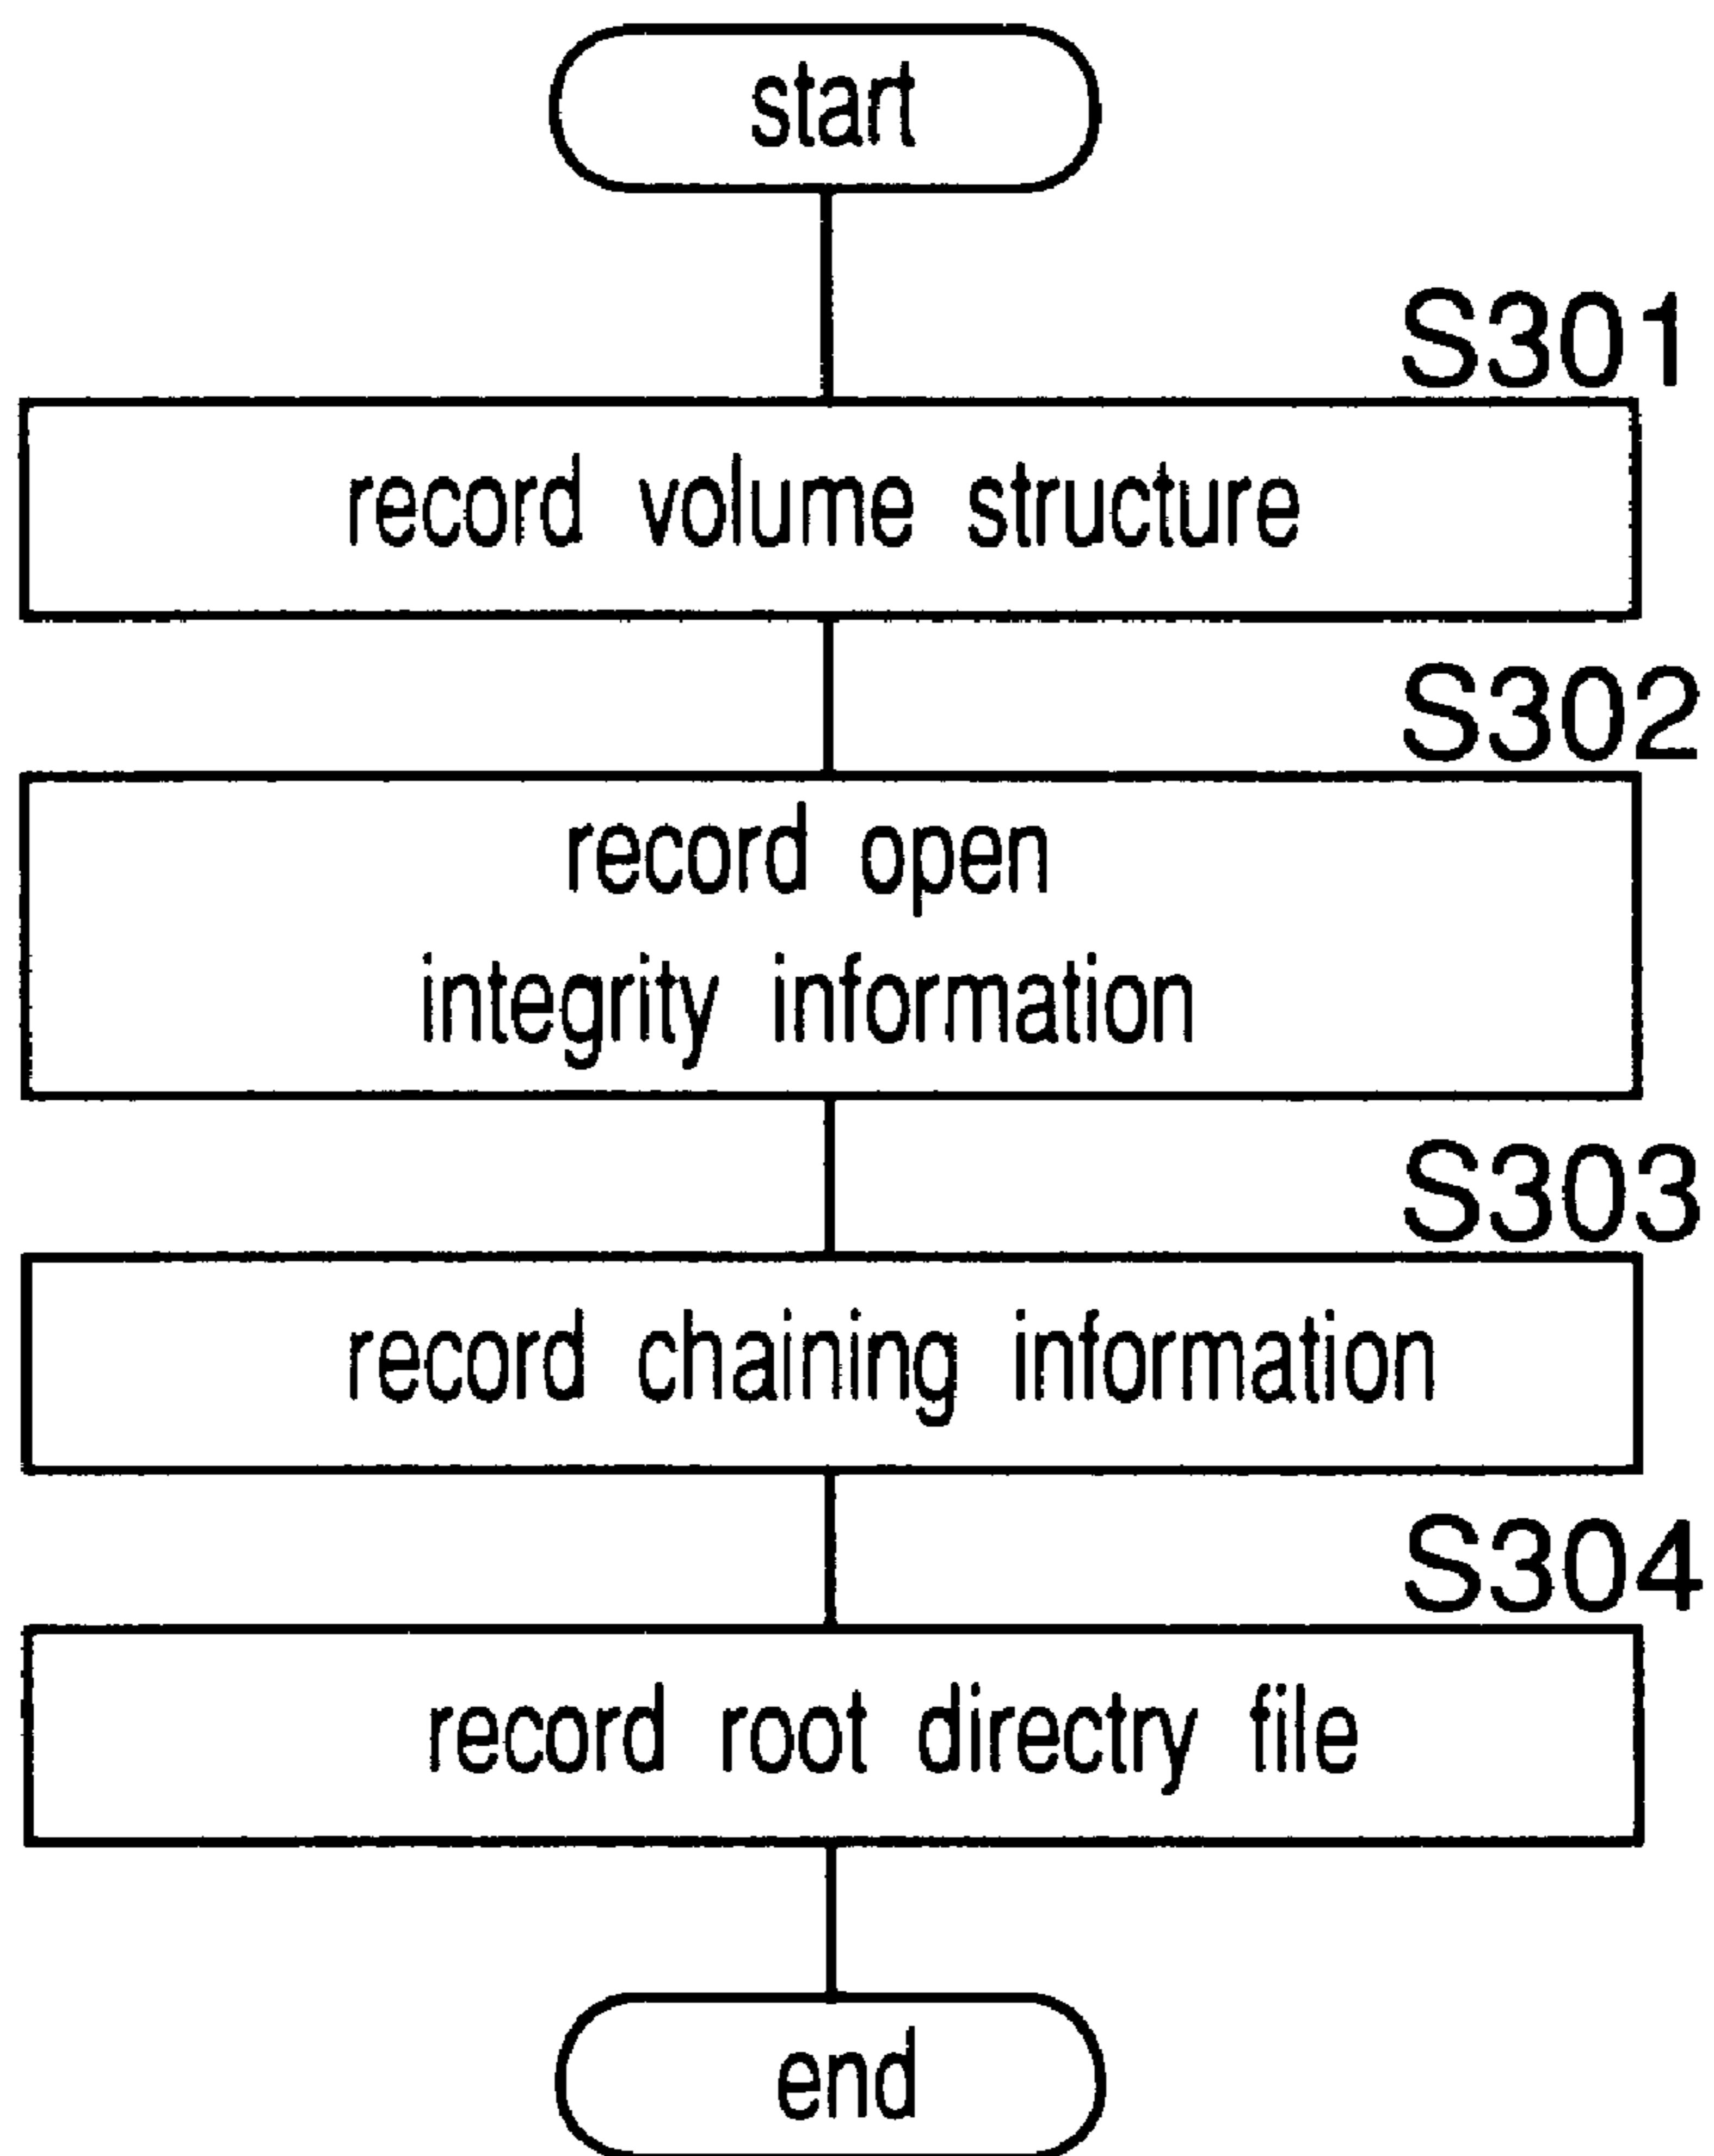 start
S301
record volume structure
S302
record open
integrity information
S303
record chaining information
S304
record root directry file
end